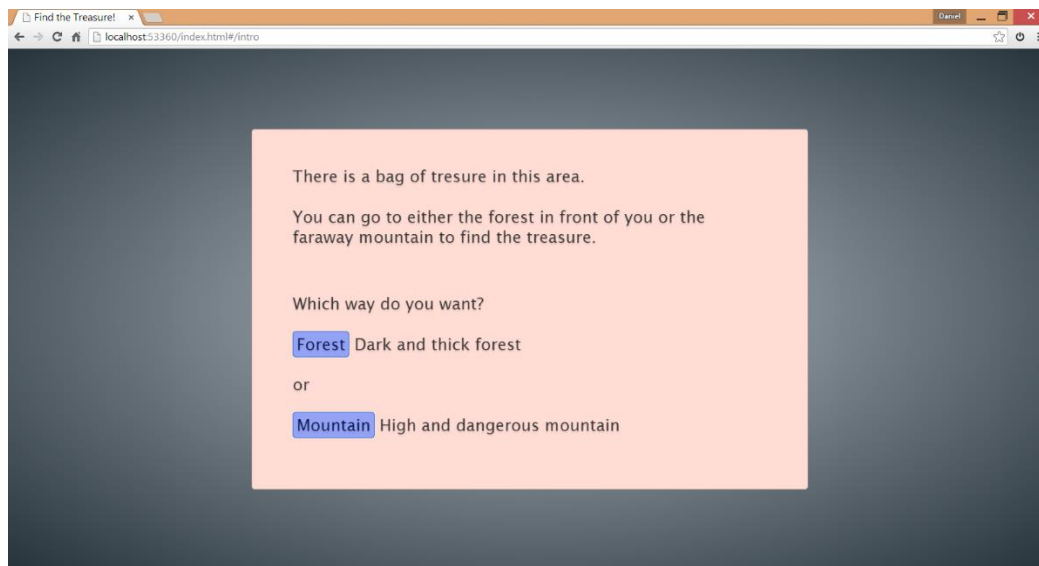 Find the Treasure!
Daniel
localhost:53360/index.html#/intro
There is a bag of tresure in this area.
You can go to either the forest in front of you or the
faraway mountain to find the treasure.
Which way do you want?
Forest Dark and thick forest
or
Mountain High and dangerous mountain